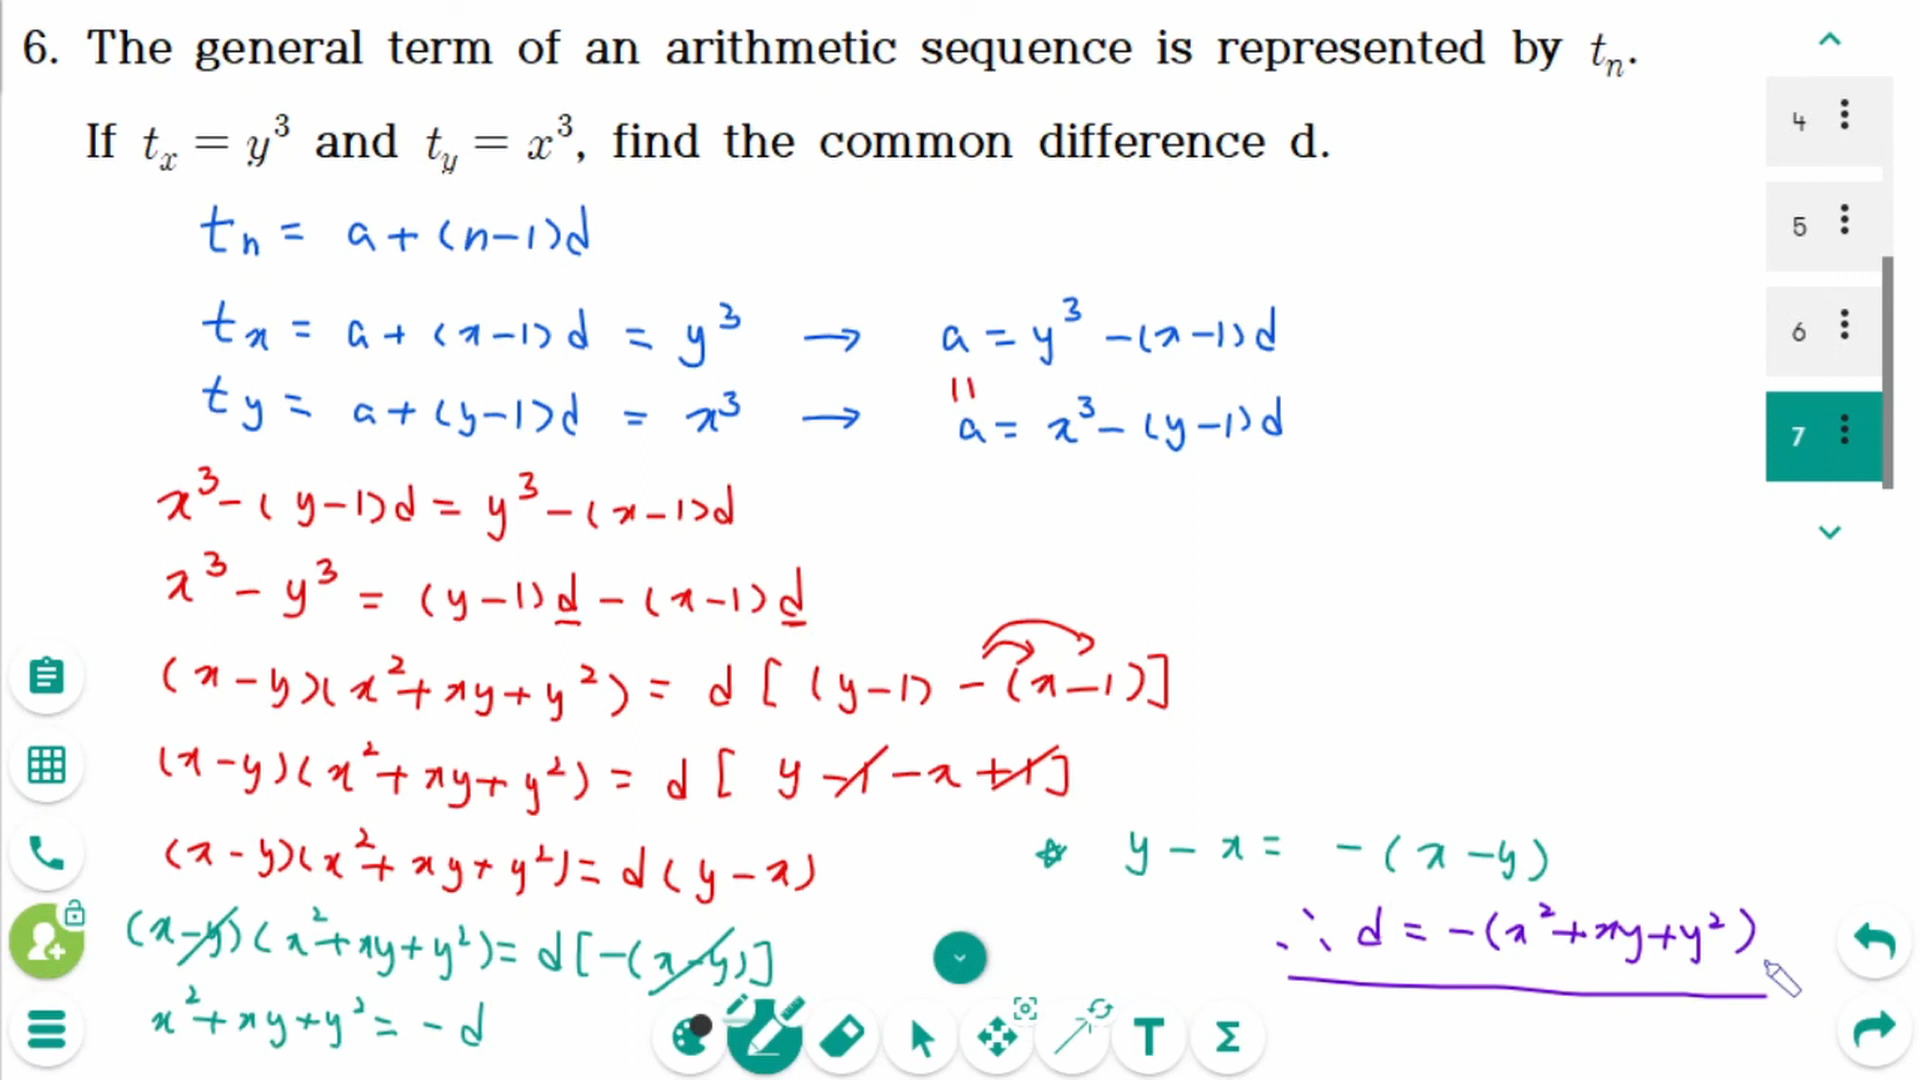 6. The general term of an arithmetic sequence is represented by tₙ.
If tₓ = y³ and t_y = x³, find the common difference d.
tₙ = a + (n-1)d
tₓ = a + (x-1)d = y³ → a = y³ - (x-1)d
||
t_y = a + (y-1)d = x³ → a = x³ - (y-1)d
x³ - (y-1)d = y³ - (x-1)d
x³ - y³ = (y-1)d - (x-1)d
(x-y)(x²+xy+y²) = d[(y-1) - (x-1)]
(x-y)(x²+xy+y²) = d[y-1-x+1]
(x-y)(x²+xy+y²) = d(y-x)
☆ y-x = -(x-y)
(x-y)(x²+xy+y²) = d[-(x-y)]
∴ d = -(x²+xy+y²)
x²+xy+y² = -d
4
5
6
7
T
Σ